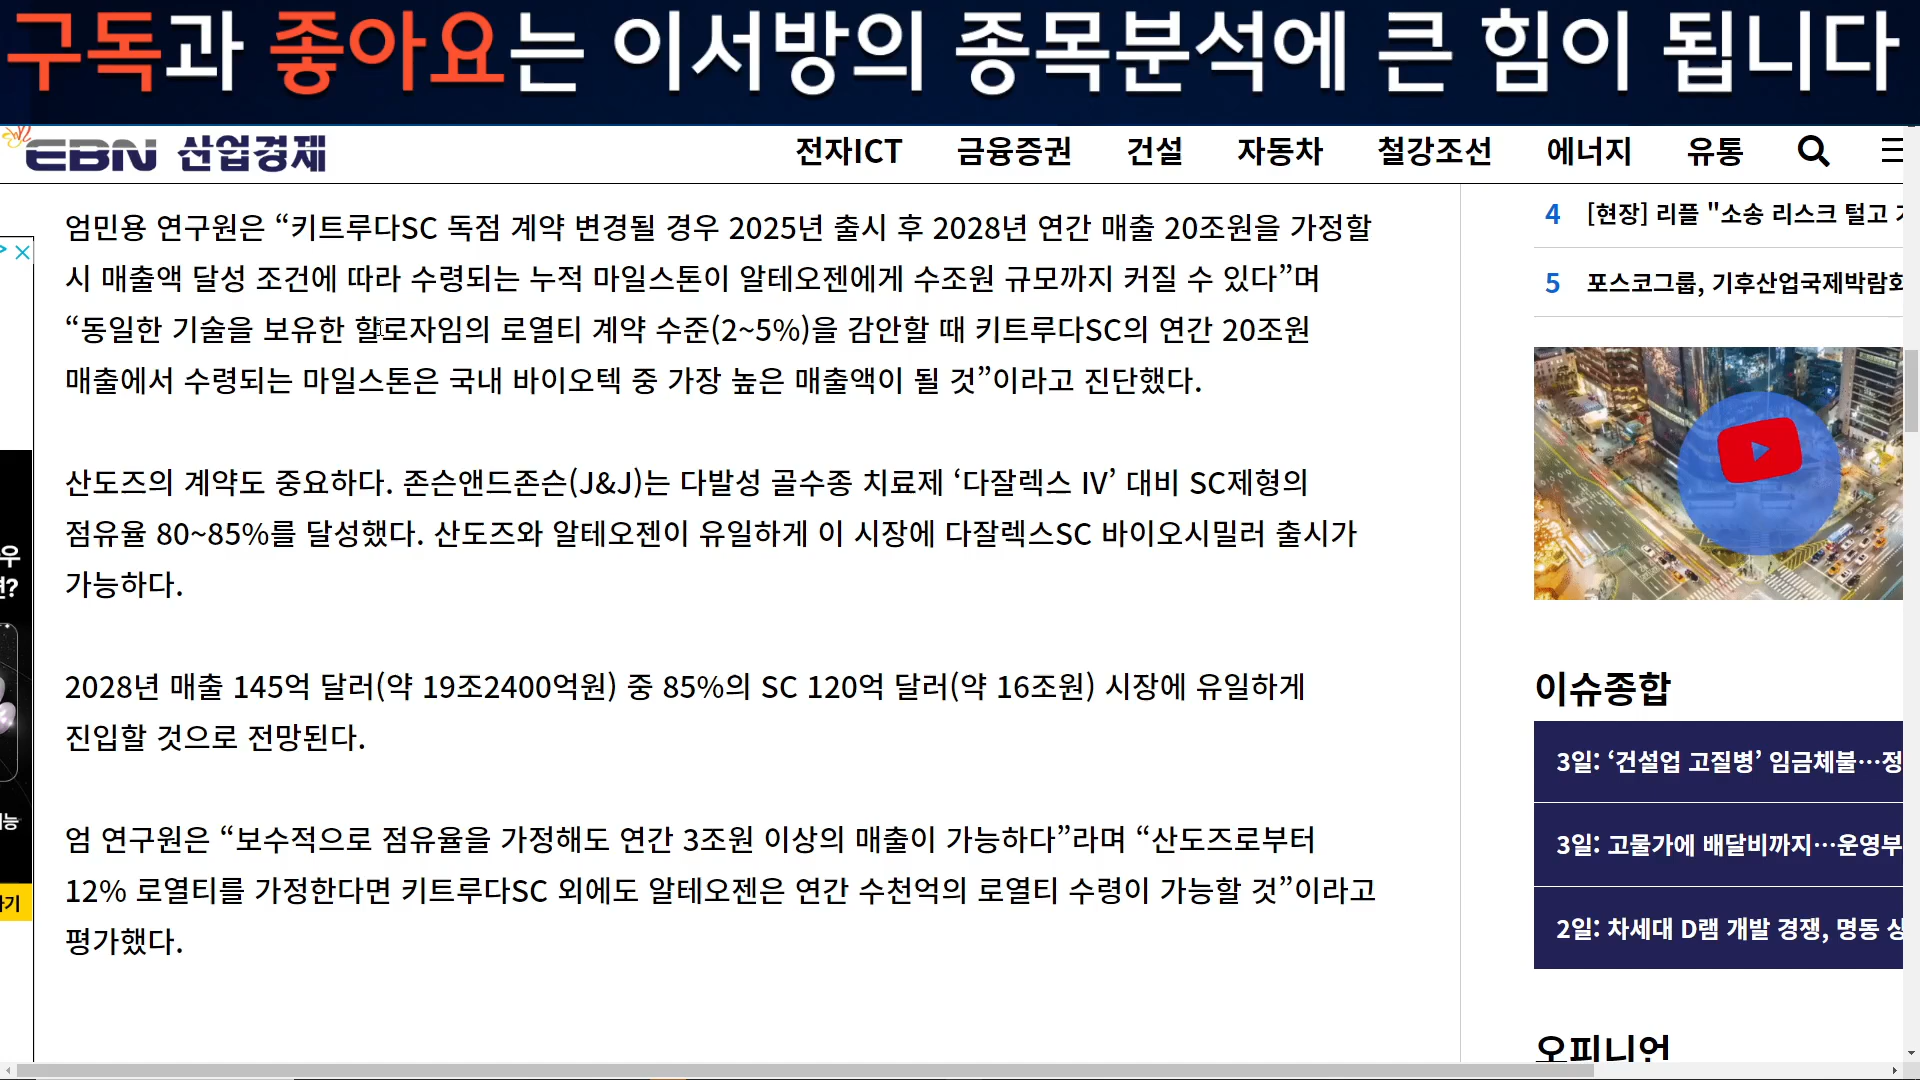 구독과 좋아요는 이서방의 종목분석에 큰 힘이 됩니다
EBN 산업경제
전자ICT 금융증권 건설 자동차 철강조선 에너지 유통
엄민용 연구원은 “키트루다SC 독점 계약 변경될 경우 2025년 출시 후 2028년 연간 매출 20조원을 가정할
시 매출액 달성 조건에 따라 수령되는 누적 마일스톤이 알테오젠에게 수조원 규모까지 커질 수 있다”며
“동일한 기술을 보유한 할로자임의 로열티 계약 수준(2~5%)을 감안할 때 키트루다SC의 연간 20조원
매출에서 수령되는 마일스톤은 국내 바이오텍 중 가장 높은 매출액이 될 것”이라고 진단했다.
산도즈의 계약도 중요하다. 존슨앤드존슨(J&J)는 다발성 골수종 치료제 ‘다잘렉스 IV’ 대비 SC제형의
점유율 80~85%를 달성했다. 산도즈와 알테오젠이 유일하게 이 시장에 다잘렉스SC 바이오시밀러 출시가
가능하다.
2028년 매출 145억 달러(약 19조2400억원) 중 85%의 SC 120억 달러(약 16조원) 시장에 유일하게
진입할 것으로 전망된다.
엄 연구원은 “보수적으로 점유율을 가정해도 연간 3조원 이상의 매출이 가능하다”라며 “산도즈로부터
12% 로열티를 가정한다면 키트루다SC 외에도 알테오젠은 연간 수천억의 로열티 수령이 가능할 것”이라고
평가했다.
4 [현장] 리플 "소송 리스크 털고
5 포스코그룹, 기후산업국제박람회
이슈종합
3일: ‘건설업 고질병’ 임금체불…정
3일: 고물가에 배달비까지…운영부
2일: 차세대 D램 개발 경쟁, 명동
오피니언